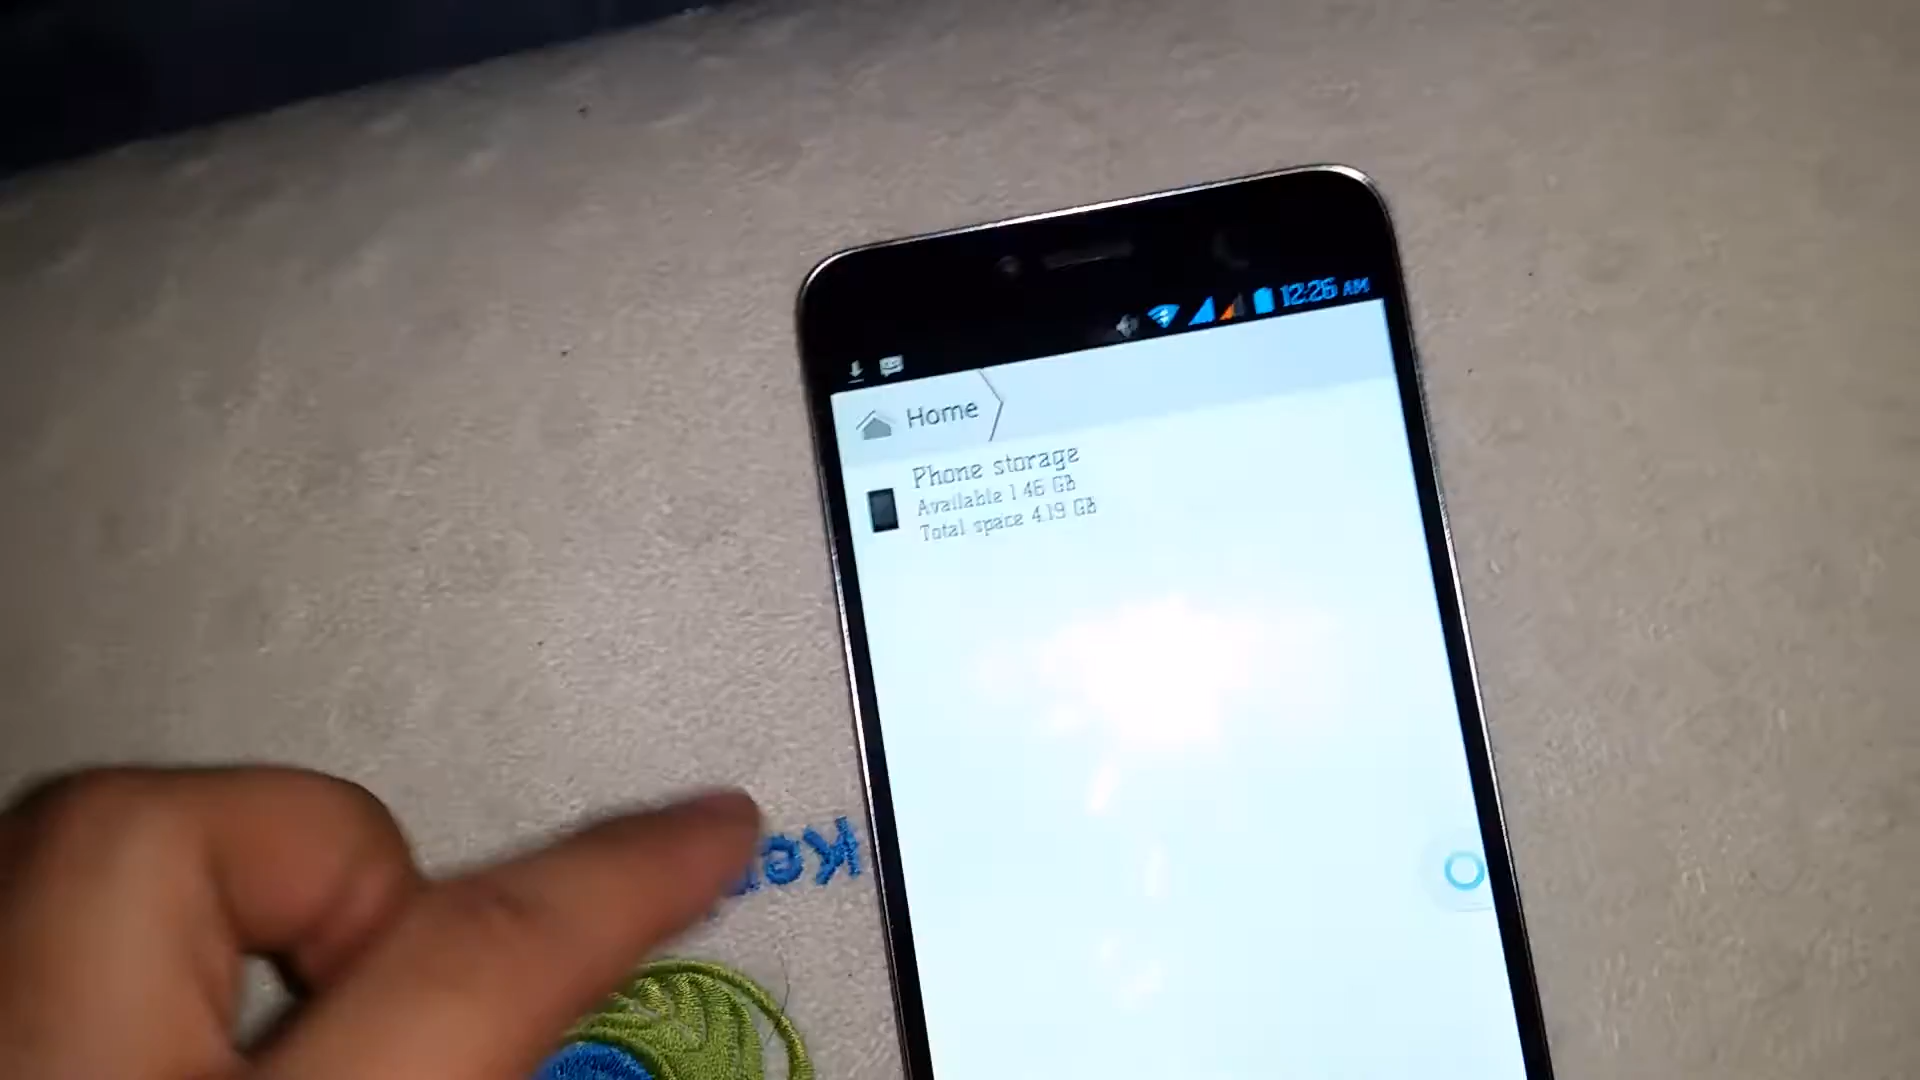 12:26 AM
Home
Phone storage
Available 1.46 GB
Total space 4.19 GB